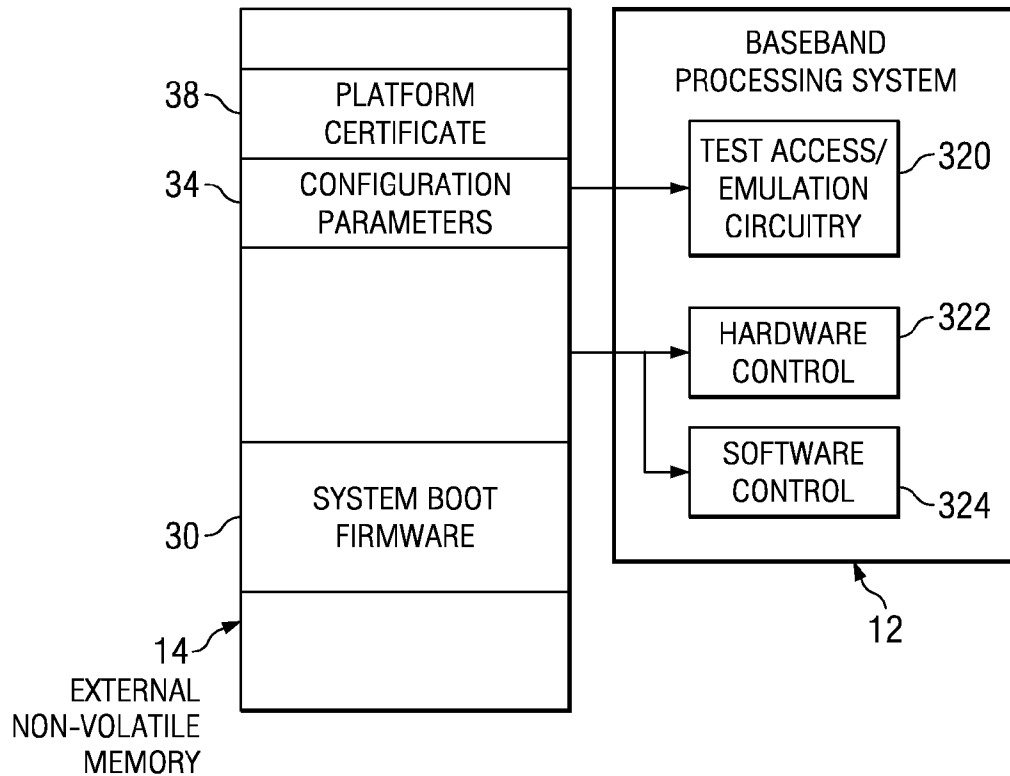 BASEBAND
PROCESSING SYSTEM
38
PLATFORM
CERTIFICATE
34
CONFIGURATION
PARAMETERS
TEST ACCESS/
EMULATION
CIRCUITRY
320
HARDWARE
CONTROL
322
SOFTWARE
CONTROL
324
30
SYSTEM BOOT
FIRMWARE
12
14
EXTERNAL
NON-VOLATILE
MEMORY